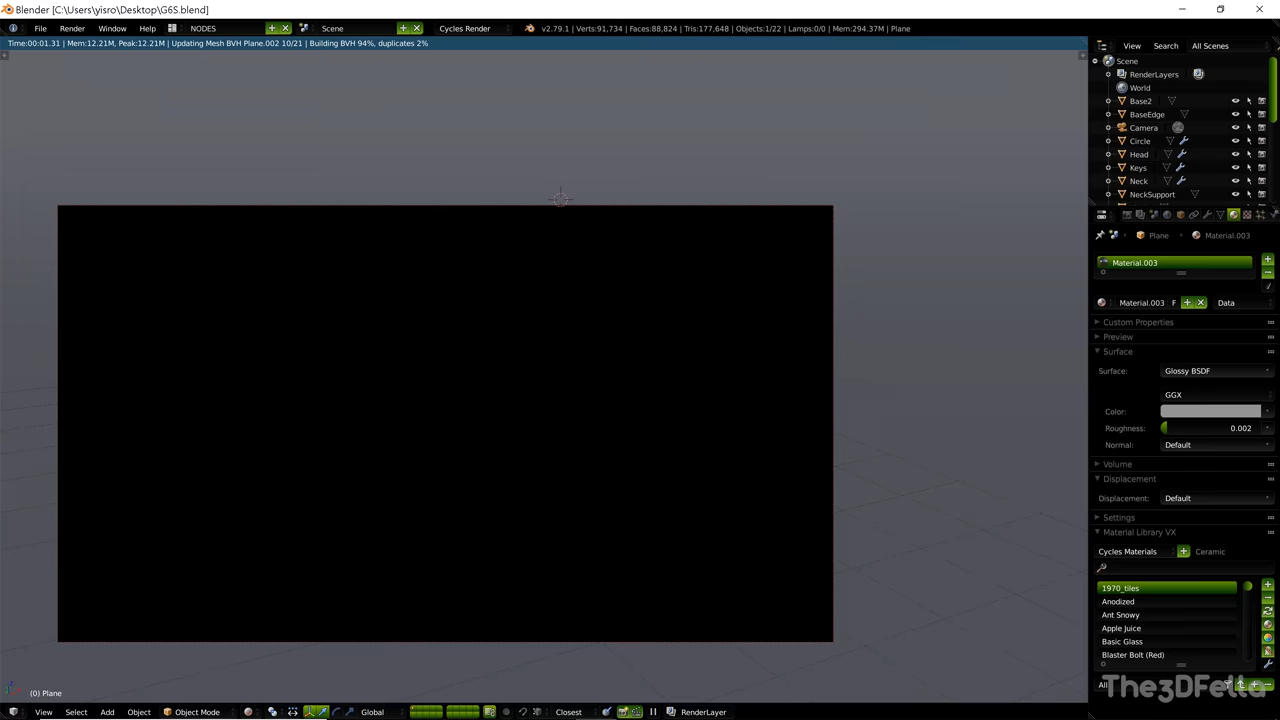 Blender [C:\Users\yisro\Desktop\G6S.blend]
File Render Window Help NODES Scene Cycles Render v2.79.1 | Verts:91,734 | Faces:88,824 | Tris:177,648 | Objects:1/22 | Lamps:0/0 | Mem:294.37M | Plane
Time:00:01.31 | Mem:12.21M, Peak:12.21M | Updating Mesh BVH Plane.002 10/21 | Building BVH 94%, duplicates 2%
View Search All Scenes
Scene
RenderLayers
World
Base2
BaseEdge
Camera
Circle
Head
Keys
Neck
NeckSupport
Plane Material.003
Material.003
Material.003 F Data
Custom Properties
Preview
Surface
Surface: Glossy BSDF
GGX
Color:
Roughness: 0.002
Normal: Default
Volume
Displacement
Displacement: Default
Settings
Material Library VX
Cycles Materials Ceramic
1970_tiles
Anodized
Ant Snowy
Apple Juice
Basic Glass
Blaster Bolt (Red)
All
The3DFella
(0) Plane
View Select Add Object Object Mode Global Closest RenderLayer